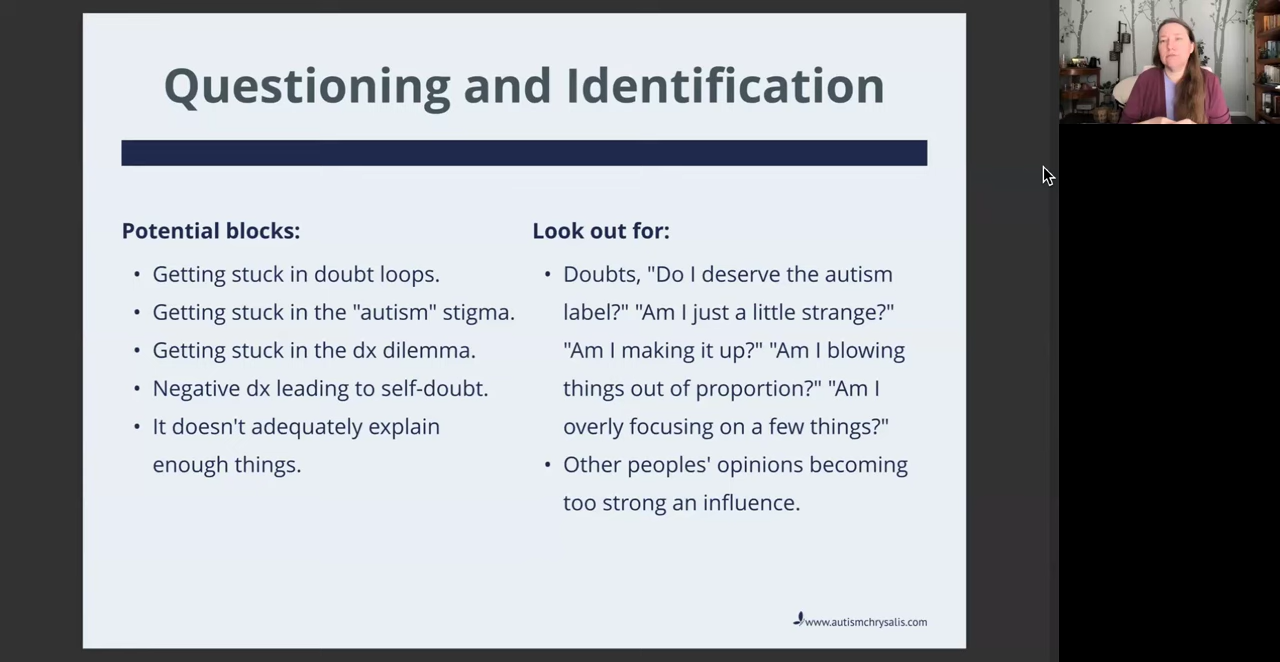 Questioning and Identification
Potential blocks:
• Getting stuck in doubt loops.
• Getting stuck in the "autism" stigma.
• Getting stuck in the dx dilemma.
• Negative dx leading to self-doubt.
• It doesn't adequately explain
enough things.
Look out for:
• Doubts, "Do I deserve the autism
label?" "Am I just a little strange?"
"Am I making it up?" "Am I blowing
things out of proportion?" "Am I
overly focusing on a few things?"
• Other peoples' opinions becoming
too strong an influence.
www.autismchrysalis.com